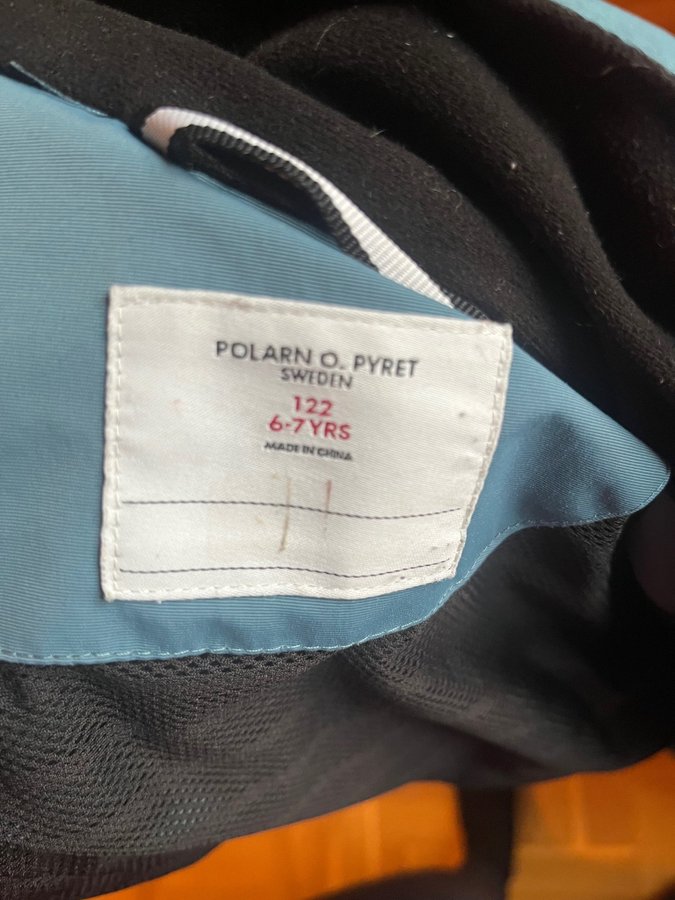 POLARN O. PYRET
SWEDEN
122
6-7 YRS
MADE IN CHINA